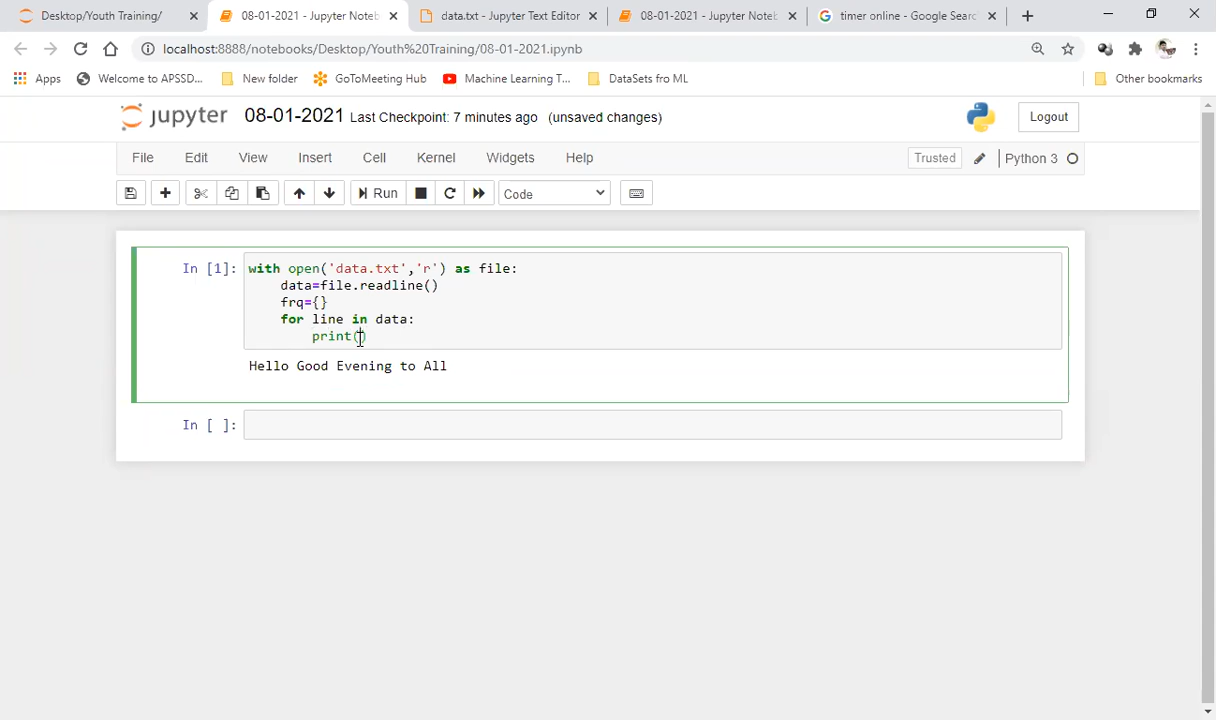 Desktop/Youth Training/
08-01-2021 - Jupyter Noteb
data.txt - Jupyter Text Editor
08-01-2021 - Jupyter Noteb
timer online - Google Searc
localhost:8888/notebooks/Desktop/Youth%20Training/08-01-2021.ipynb
Apps
Welcome to APSSD...
New folder
GoToMeeting Hub
Machine Learning T...
DataSets fro ML
Other bookmarks
jupyter 08-01-2021 Last Checkpoint: 7 minutes ago (unsaved changes)
Logout
File Edit View Insert Cell Kernel Widgets Help
Trusted
Python 3
Run
Code
In [1]: with open('data.txt','r') as file:
data=file.readline()
frq={}
for line in data:
print()
Hello Good Evening to All
In [ ]: